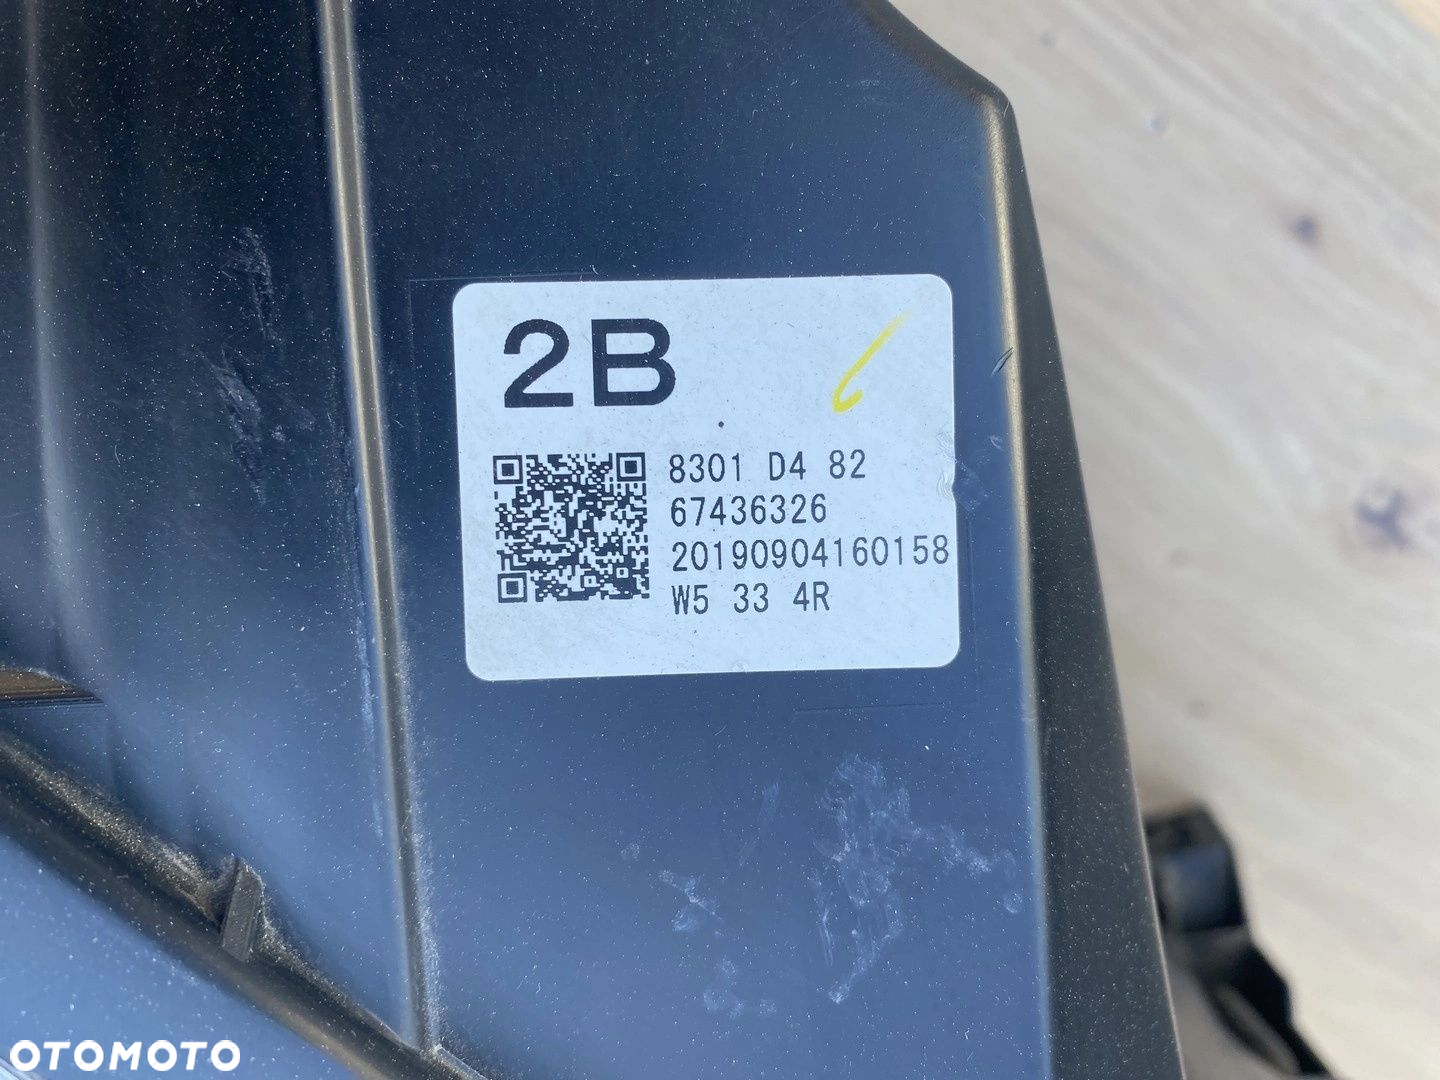 2B
8301 D4 82
67436326
20190904160158
W5 33 4R
OTOMOTO